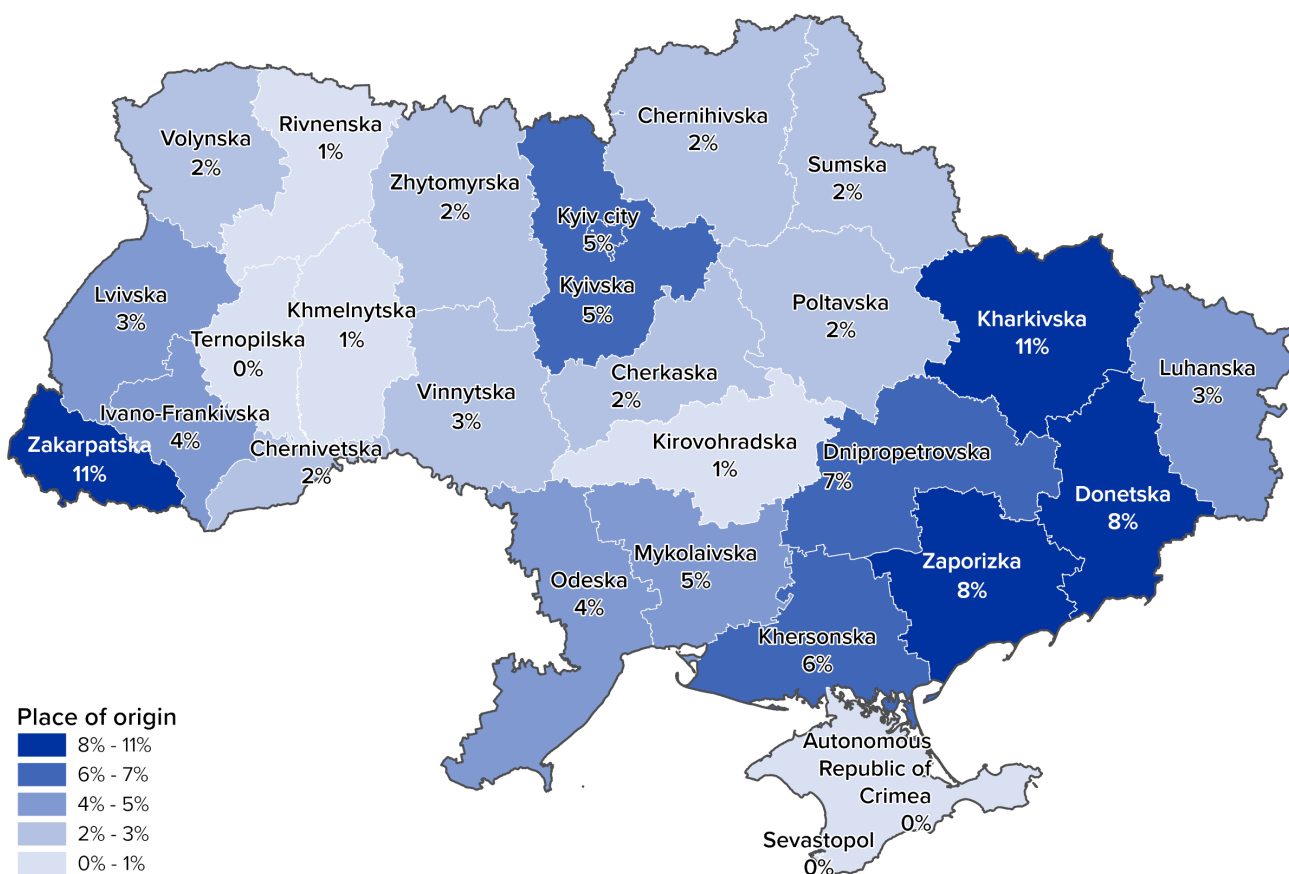 Chernihivska
2%
Rivnenska
1%
Volynska
2%
Sumska
2%
Zhytomyrska
2%
Kyiv city
5%
Kyivska
5%
Lvivska
3%
Khmelnytska
1%
Poltavska
2%
Ternopilska
0%
Kharkivska
11%
Luhanska
3%
Cherkaska
2%
Vinnytska
3%
Ivano-Frankivska
4%
Zakarpatska
11%
Chernivetska
2%
Kirovohradska
1%
Dnipropetrovska
7%
Donetska
8%
Mykolaivska
5%
Zaporizka
8%
Odeska
4%
Khersonska
6%
Autonomous
Republic of
Crimea
0%
Sevastopol
0%
Place of origin
8% - 11%
6% - 7%
4% - 5%
2% - 3%
0% - 1%